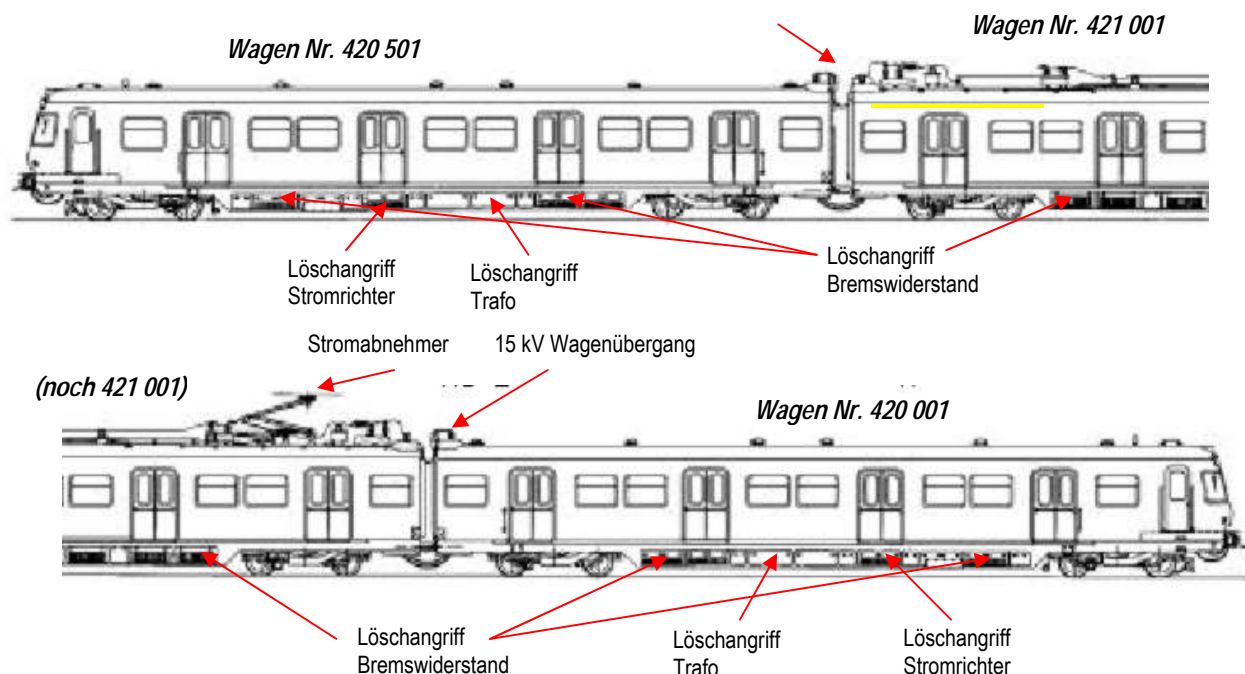 Wagen Nr. 420 501
Wagen Nr. 421 001
Löschangriff
Stromrichter
Löschangriff
Trafo
Löschangriff
Bremswiderstand
Stromabnehmer
15 kV Wagenübergang
(noch 421 001)
Wagen Nr. 420 001
Löschangriff
Bremswiderstand
Löschangriff
Trafo
Löschangriff
Stromrichter